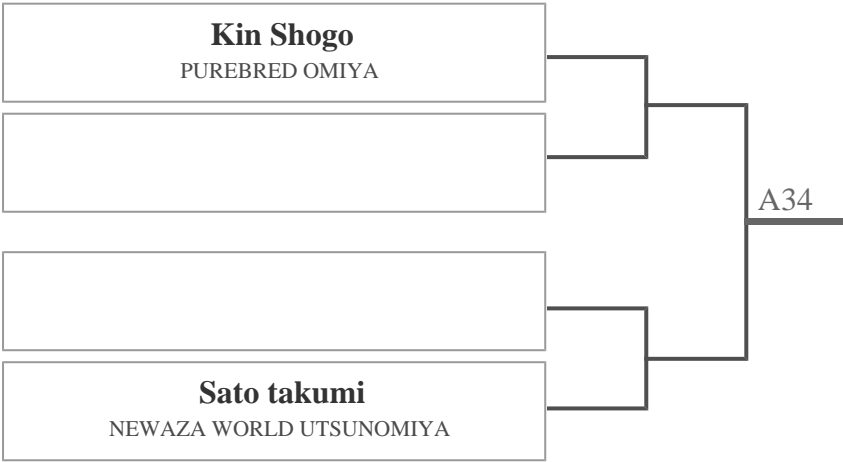 Kin Shogo
PUREBRED OMIYA
A34
Sato takumi
NEWAZA WORLD UTSUNOMIYA